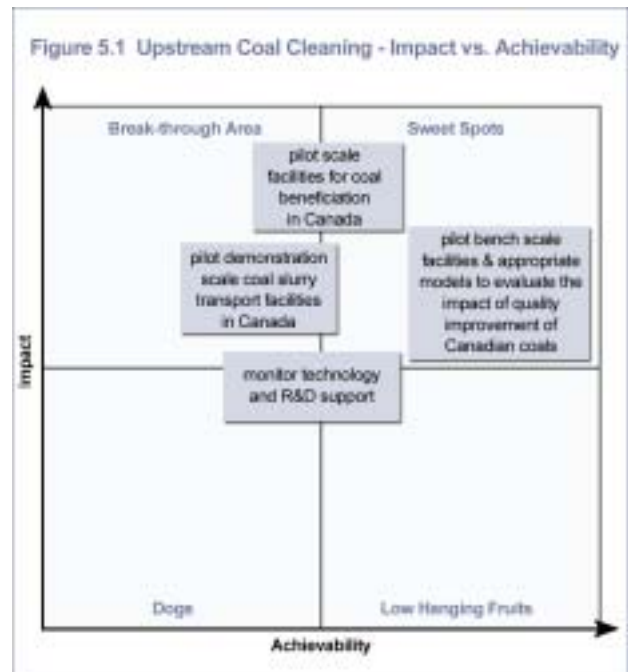 Figure 5.1 Upstream Coal Cleaning - Impact vs. Achievability
Break-through Area
Sweet Spots
pilot scale
facilities for coal
beneficiation
in Canada
pilot bench scale
facilities & appropriate
models to evaluate the
impact of quality
improvement of
Canadian coals
pilot demonstration
scale coal slurry
transport facilities
in Canada
monitor technology
and R&D support
Impact
Dogs
Low Hanging Fruits
Achievability